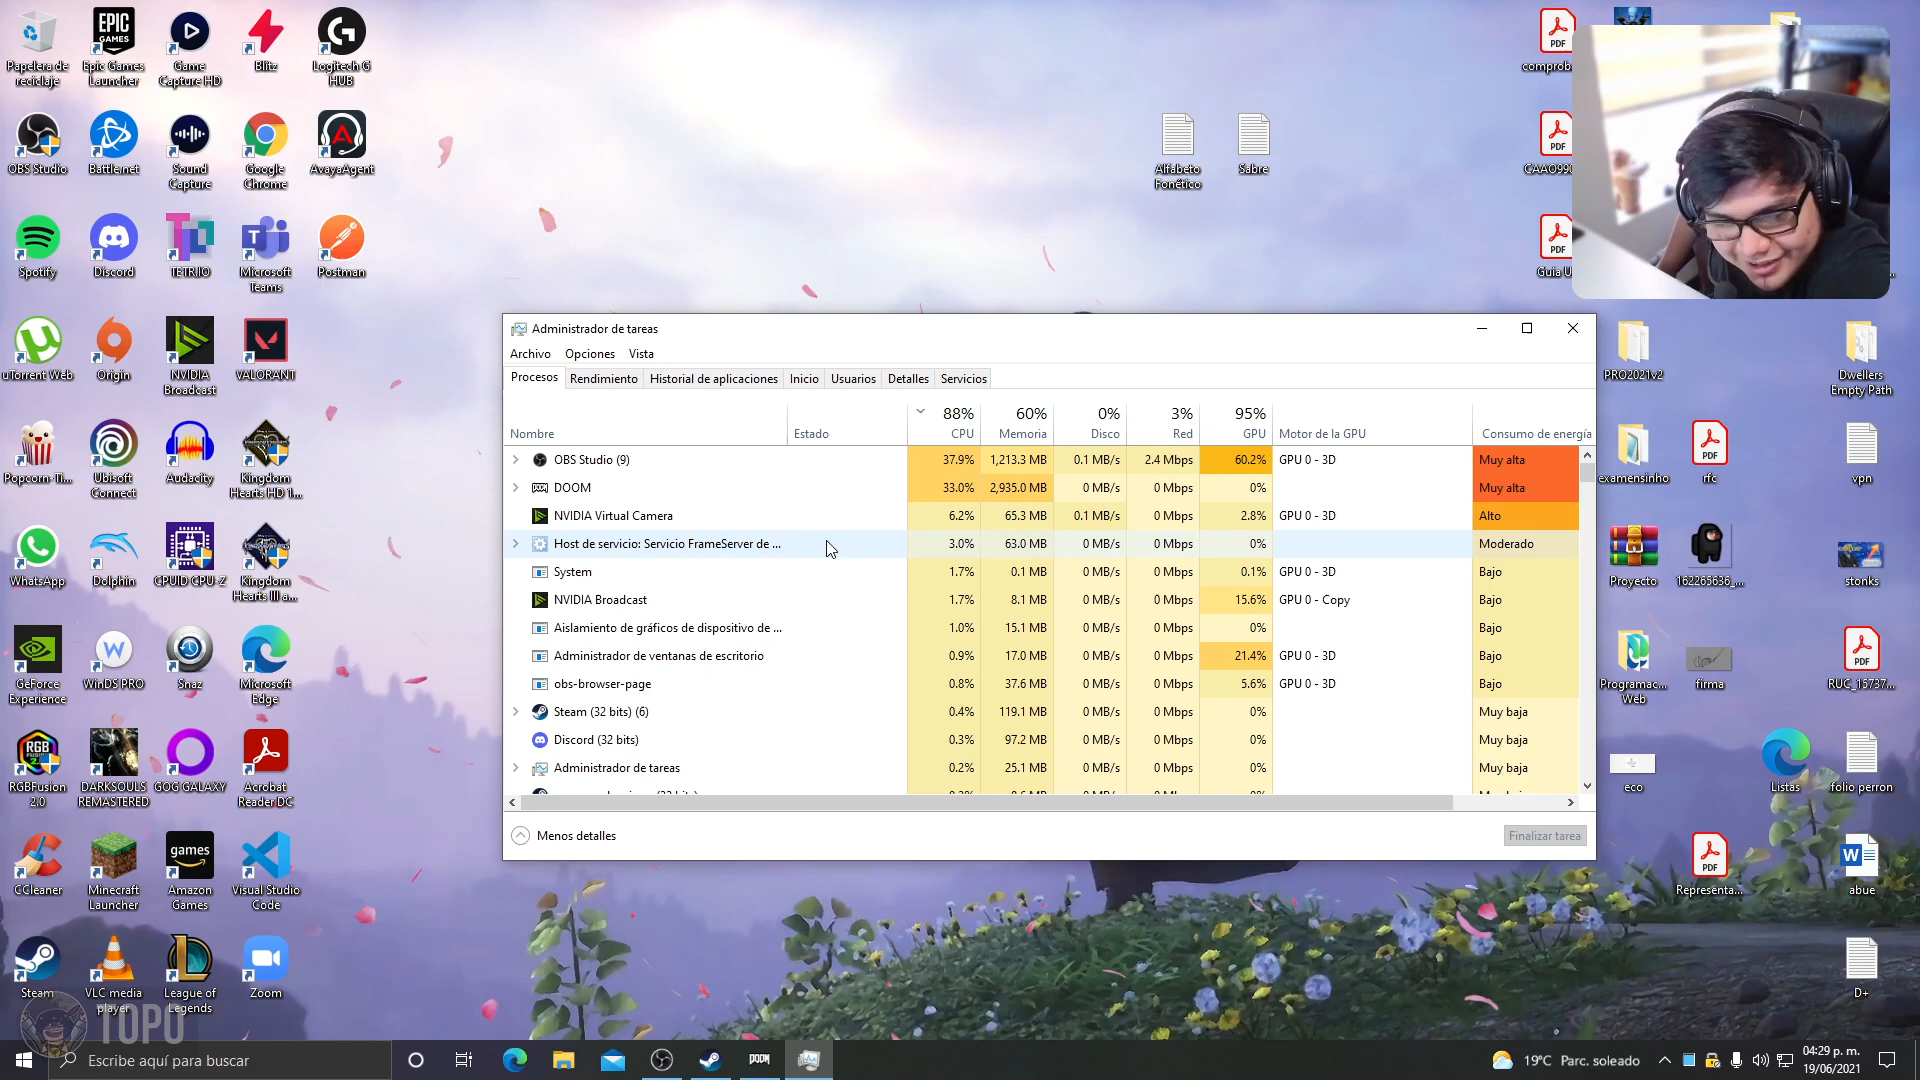 Papelera de reciclaje
Epic Games Launcher
Game Capture HD
Blitz
Logitech G HUB
OBS Studio
Battle.net
Sound Capture
Google Chrome
AvayaAgent
Spotify
Discord
TETR.IO
Microsoft Teams
Postman
uTorrent Web
Origin
NVIDIA Broadcast
VALORANT
Popcorn-Ti...
Ubisoft Connect
Audacity
Kingdom Hearts HD 1...
WhatsApp
Dolphin
CPUID CPU-Z
Kingdom Hearts III a...
GeForce Experience
WinDS PRO
Snaz
Microsoft Edge
RGBFusion 2.0
DARKSOULS REMASTERED
GOG GALAXY
Acrobat Reader DC
CCleaner
Minecraft Launcher
Amazon Games
Visual Studio Code
Steam
VLC media player
League of Legends
Zoom
TOPO
Alfabeto Fonético
Sabre
PDF
comprob
PDF
CAAO990
PDF
Guia U
PRO2021v2
Dwellers Empty Path
examensinho
PDF
rfc
vpn
Proyecto
162265636_...
stonks
Programac... Web
firma
PDF
RUC_15737...
eco
Listas
folio perron
PDF
Representa...
abue
D+
Administrador de tareas
Archivo Opciones Vista
Procesos Rendimiento Historial de aplicaciones Inicio Usuarios Detalles Servicios
88% 60% 0% 3% 95%
Nombre Estado CPU Memoria Disco Red GPU Motor de la GPU Consumo de energía
OBS Studio (9) 37.9% 1,213.3 MB 0.1 MB/s 2.4 Mbps 60.2% GPU 0 - 3D Muy alta
DOOM 33.0% 2,935.0 MB 0 MB/s 0 Mbps 0% Muy alta
NVIDIA Virtual Camera 6.2% 65.3 MB 0.1 MB/s 0 Mbps 2.8% GPU 0 - 3D Alto
Host de servicio: Servicio FrameServer de ... 3.0% 63.0 MB 0 MB/s 0 Mbps 0% Moderado
System 1.7% 0.1 MB 0 MB/s 0 Mbps 0.1% GPU 0 - 3D Bajo
NVIDIA Broadcast 1.7% 8.1 MB 0 MB/s 0 Mbps 15.6% GPU 0 - Copy Bajo
Aislamiento de gráficos de dispositivo de ... 1.0% 15.1 MB 0 MB/s 0 Mbps 0% Bajo
Administrador de ventanas de escritorio 0.9% 17.0 MB 0 MB/s 0 Mbps 21.4% GPU 0 - 3D Bajo
obs-browser-page 0.8% 37.6 MB 0 MB/s 0 Mbps 5.6% GPU 0 - 3D Bajo
Steam (32 bits) (6) 0.4% 119.1 MB 0 MB/s 0 Mbps 0% Muy baja
Discord (32 bits) 0.3% 97.2 MB 0 MB/s 0 Mbps 0% Muy baja
Administrador de tareas 0.2% 25.1 MB 0 MB/s 0 Mbps 0% Muy baja
Menos detalles Finalizar tarea
Escribe aquí para buscar
DOOM
19°C Parc. soleado
04:29 p. m.
19/06/2021